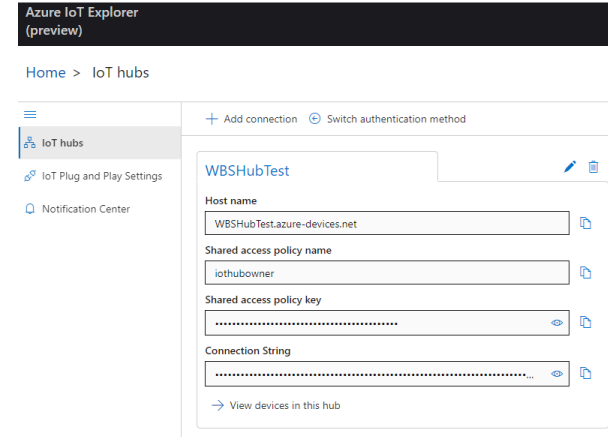 Azure IoT Explorer
(preview)
Home > IoT hubs
Add connection Switch authentication method
IoT hubs
IoT Plug and Play Settings
Notification Center
WBSHubTest
Host name
WBSHubTest.azure-devices.net
Shared access policy name
iothubowner
Shared access policy key
Connection String
View devices in this hub